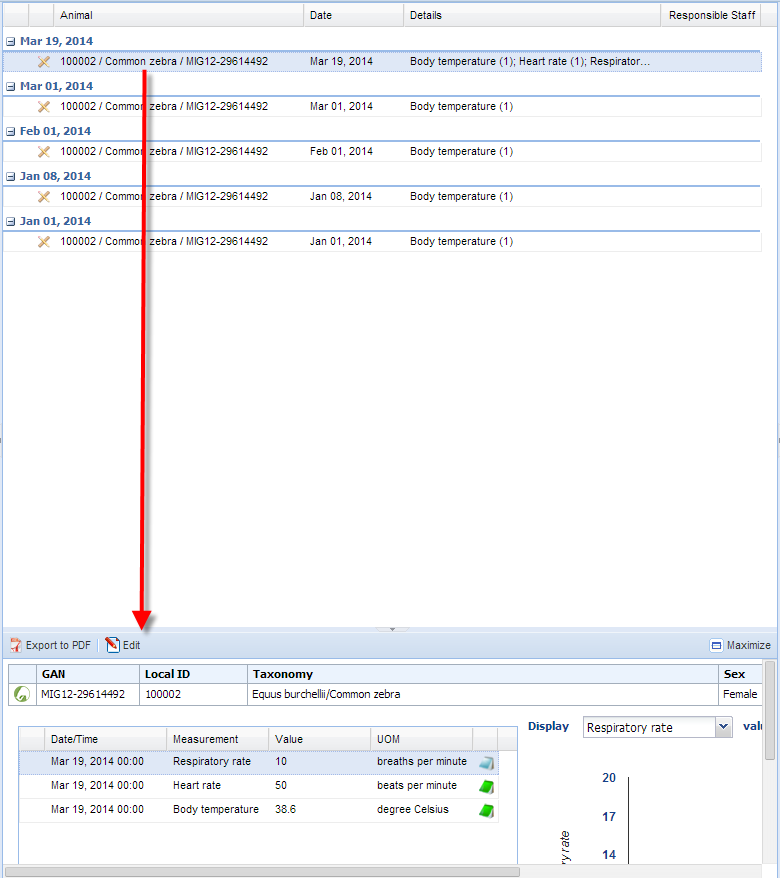 Animal Date Details Responsible Staff
Mar 19, 2014
100002 / Common zebra / MIG12-29614492 Mar 19, 2014 Body temperature (1); Heart rate (1); Respirator...
Mar 01, 2014
100002 / Common zebra / MIG12-29614492 Mar 01, 2014 Body temperature (1)
Feb 01, 2014
100002 / Common zebra / MIG12-29614492 Feb 01, 2014 Body temperature (1)
Jan 08, 2014
100002 / Common zebra / MIG12-29614492 Jan 08, 2014 Body temperature (1)
Jan 01, 2014
100002 / Common zebra / MIG12-29614492 Jan 01, 2014 Body temperature (1)
Export to PDF Edit Maximize
GAN Local ID Taxonomy Sex
MIG12-29614492 100002 Equus burchellii/Common zebra Female
Display Respiratory rate valu
Date/Time Measurement Value UOM
Mar 19, 2014 00:00 Respiratory rate 10 breaths per minute
Mar 19, 2014 00:00 Heart rate 50 beats per minute
Mar 19, 2014 00:00 Body temperature 38.6 degree Celsius
20
17
14
ry rate